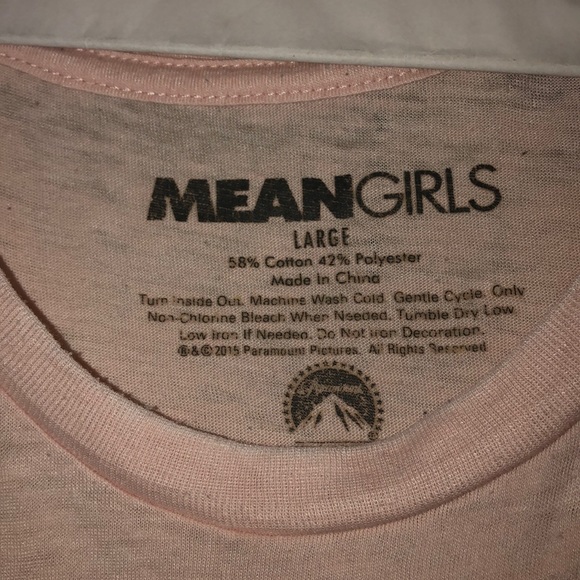 MEANGIRLS
LARGE
58% Cotton 42% Polyester
Made In China
Turn Inside Out. Machine Wash Cold. Gentle Cycle. Only
Non-Chlorine Bleach When Needed. Tumble Dry Low
Low Iron If Needed. Do Not Iron Decoration.
®&©2015 Paramount Pictures. All Rights Reserved
Paramount